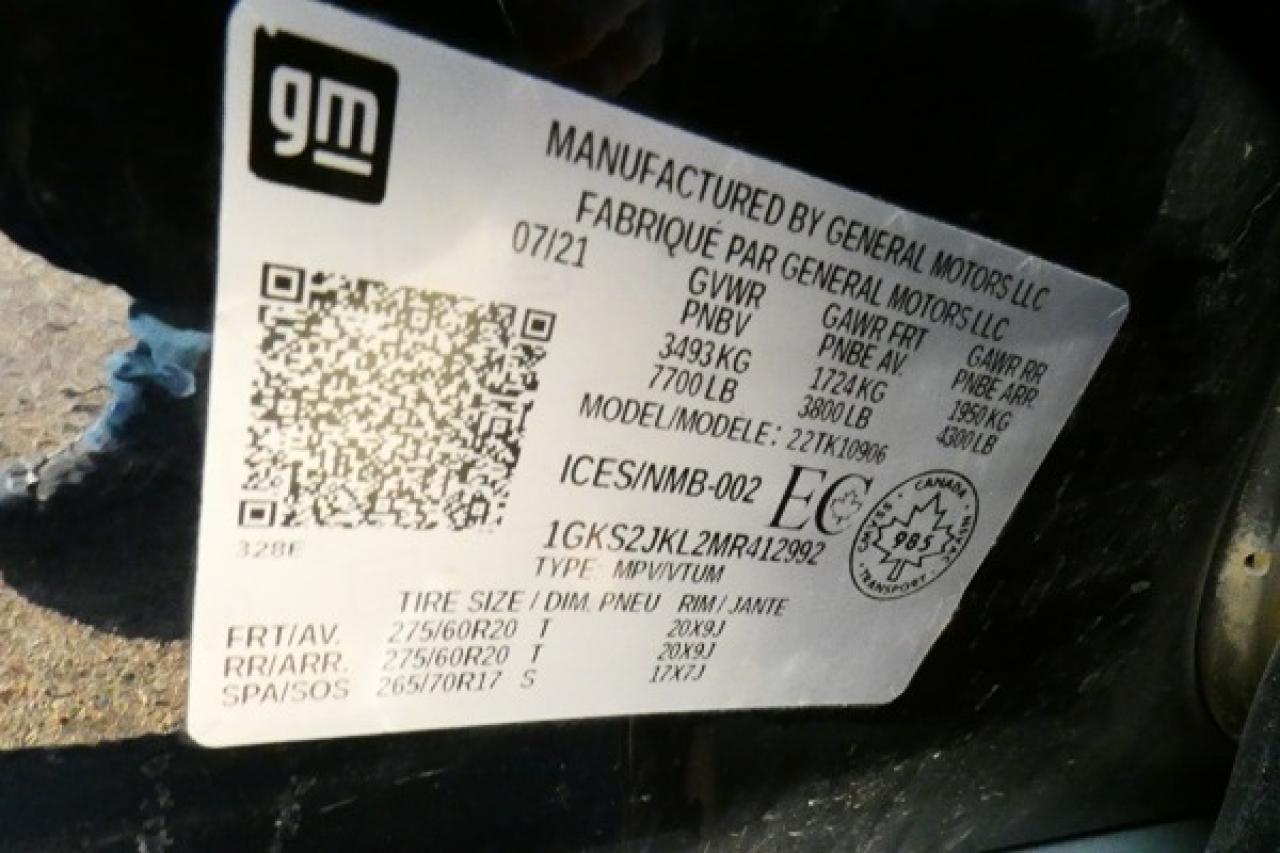 gm
MANUFACTURED BY GENERAL MOTORS LLC
FABRIQUÉ PAR GENERAL MOTORS LLC
07/21
GVWR GAWR FRT GAWR RR
PNBV PNBE AV. PNBE ARR.
3493 KG 1724 KG 1950 KG
7700 LB 3800 LB 4300 LB
MODEL/MODÈLE: 22TK10906
ICES/NMB-002 EC
CANADA
985
TRANSPORT
1GKS2JKL2MR412992
328E
TYPE: MPV/VTUM
TIRE SIZE / DIM. PNEU RIM / JANTE
FRT/AV. 275/60R20 T 20X9J
RR/ARR. 275/60R20 T 20X9J
SPA/SOS 265/70R17 S 17X7J